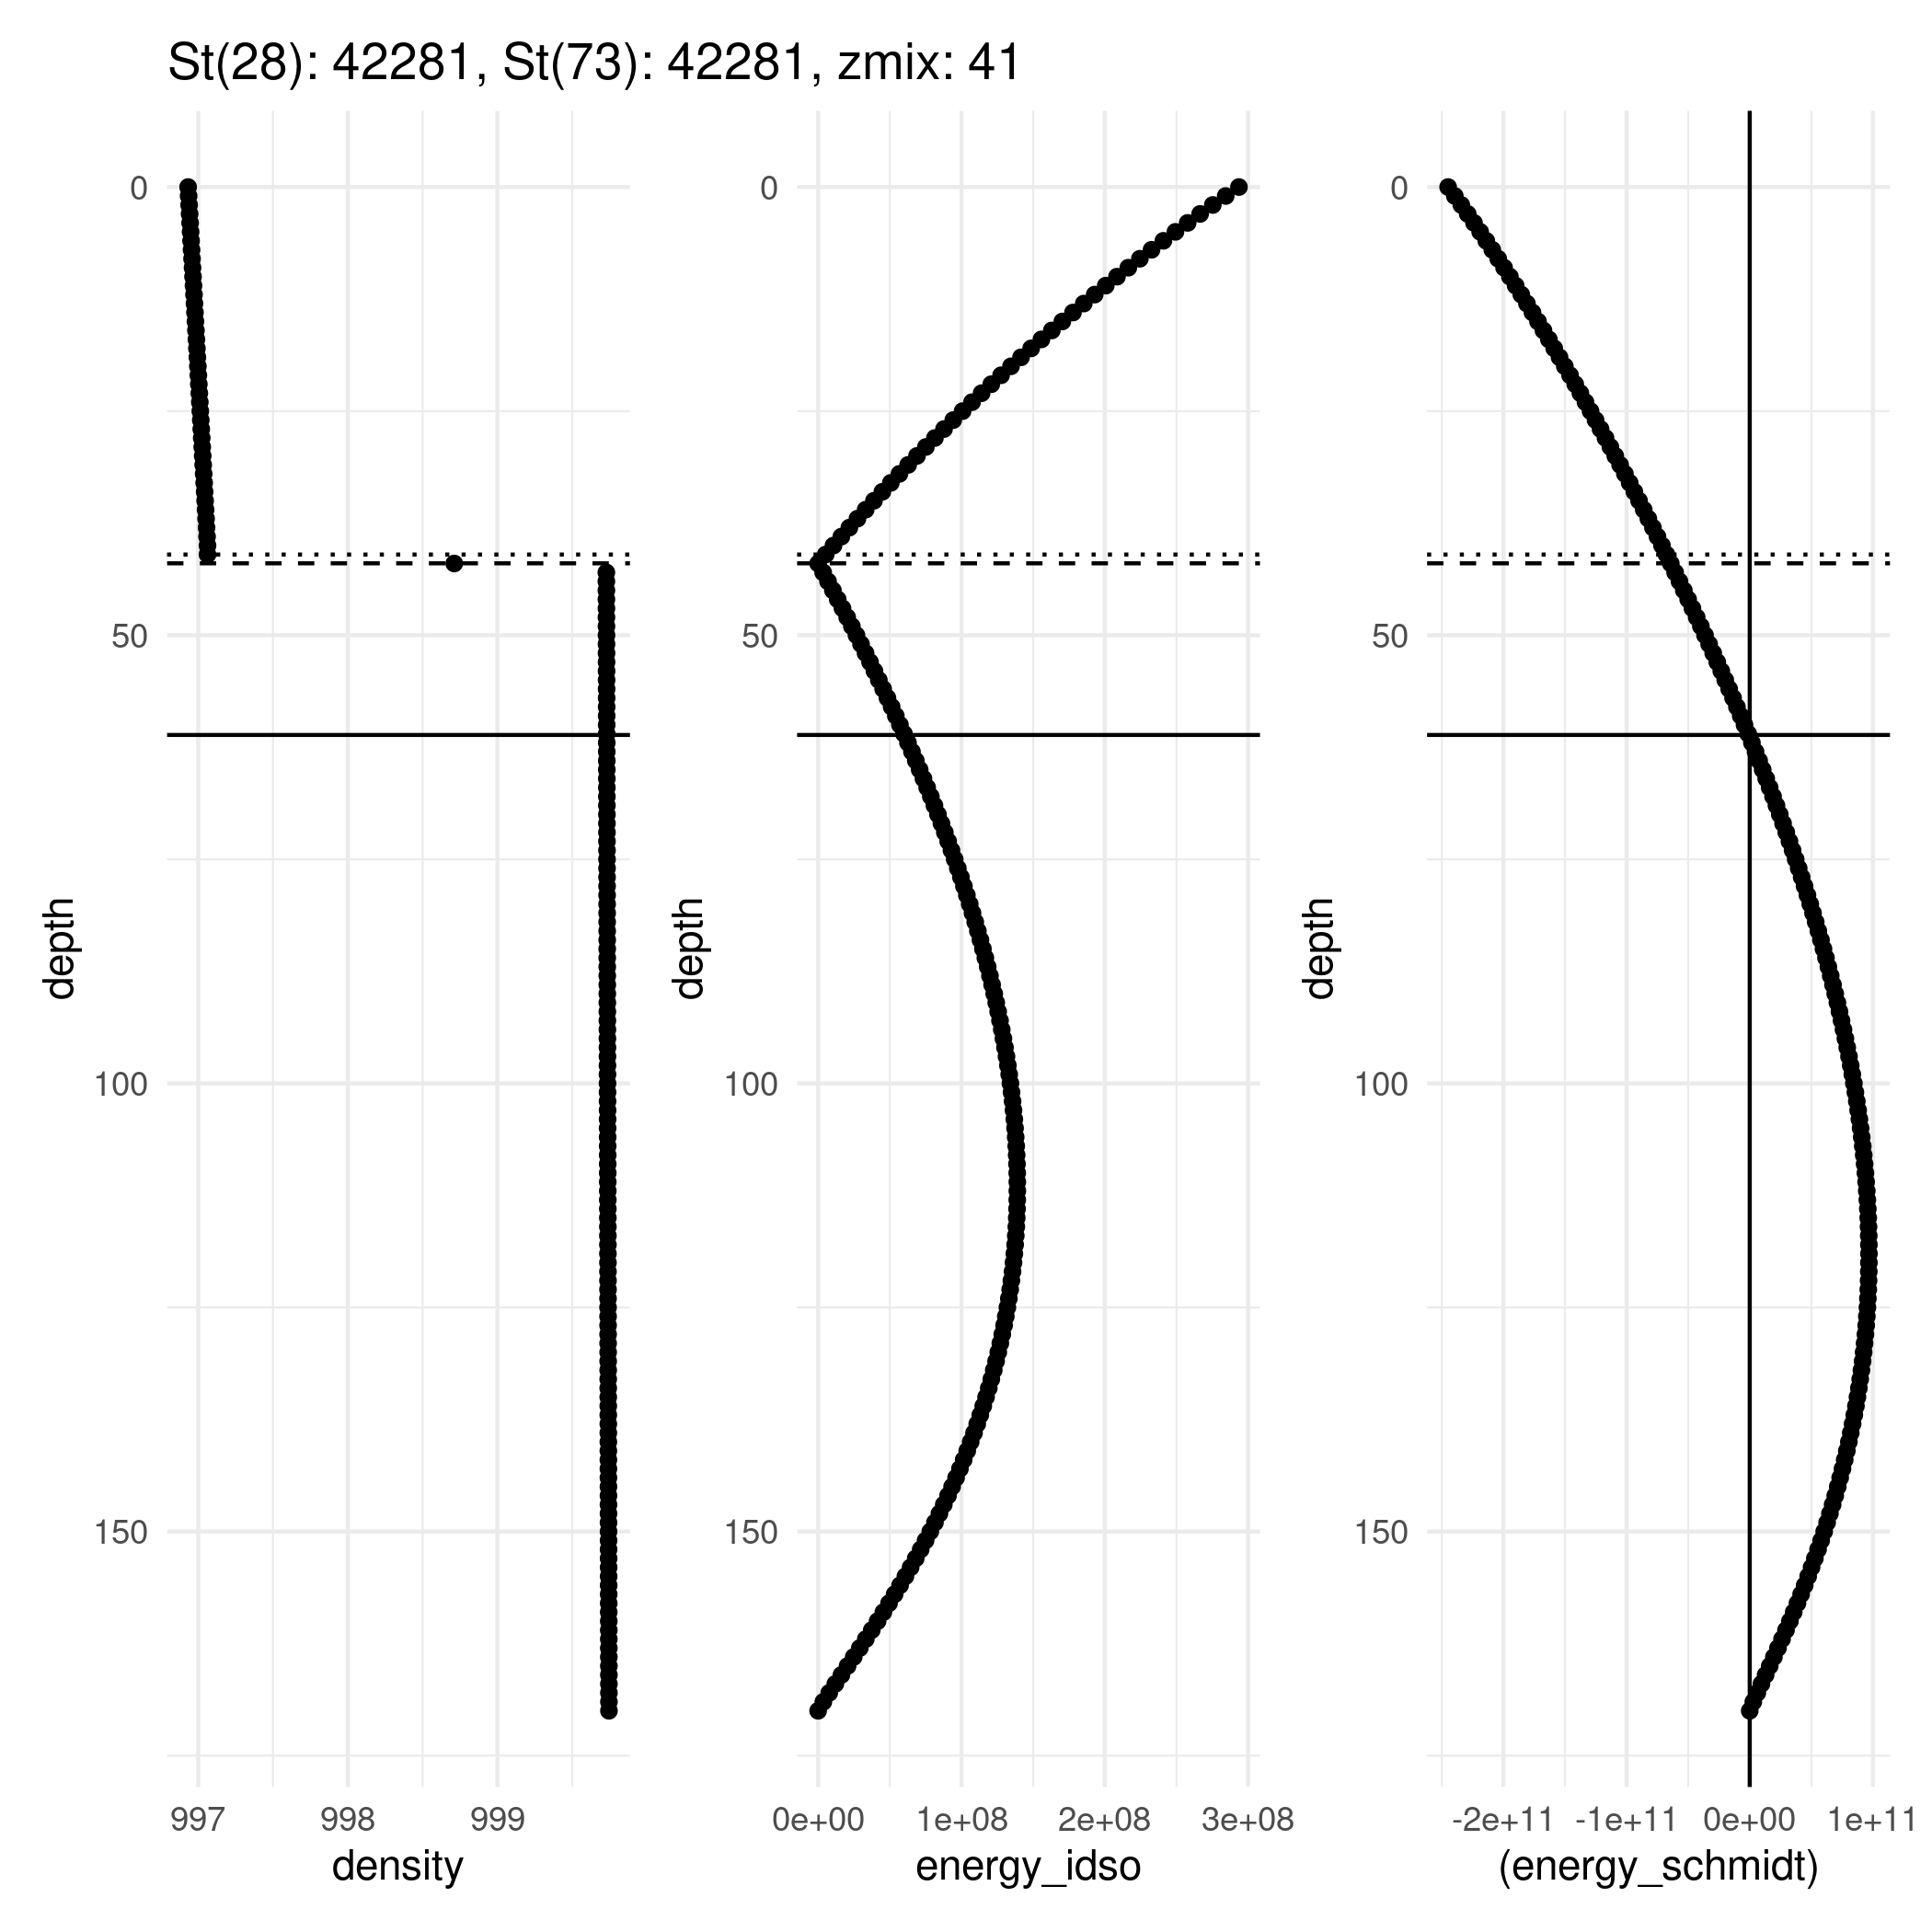 St(28): 42281, St(73): 42281, zmix: 41
0
50
100
150
depth
997
998
999
density
0
50
100
150
depth
0e+00
1e+08
2e+08
3e+08
energy_idso
0
50
100
150
depth
-2e+11
-1e+11
0e+00
1e+11
(energy_schmidt)